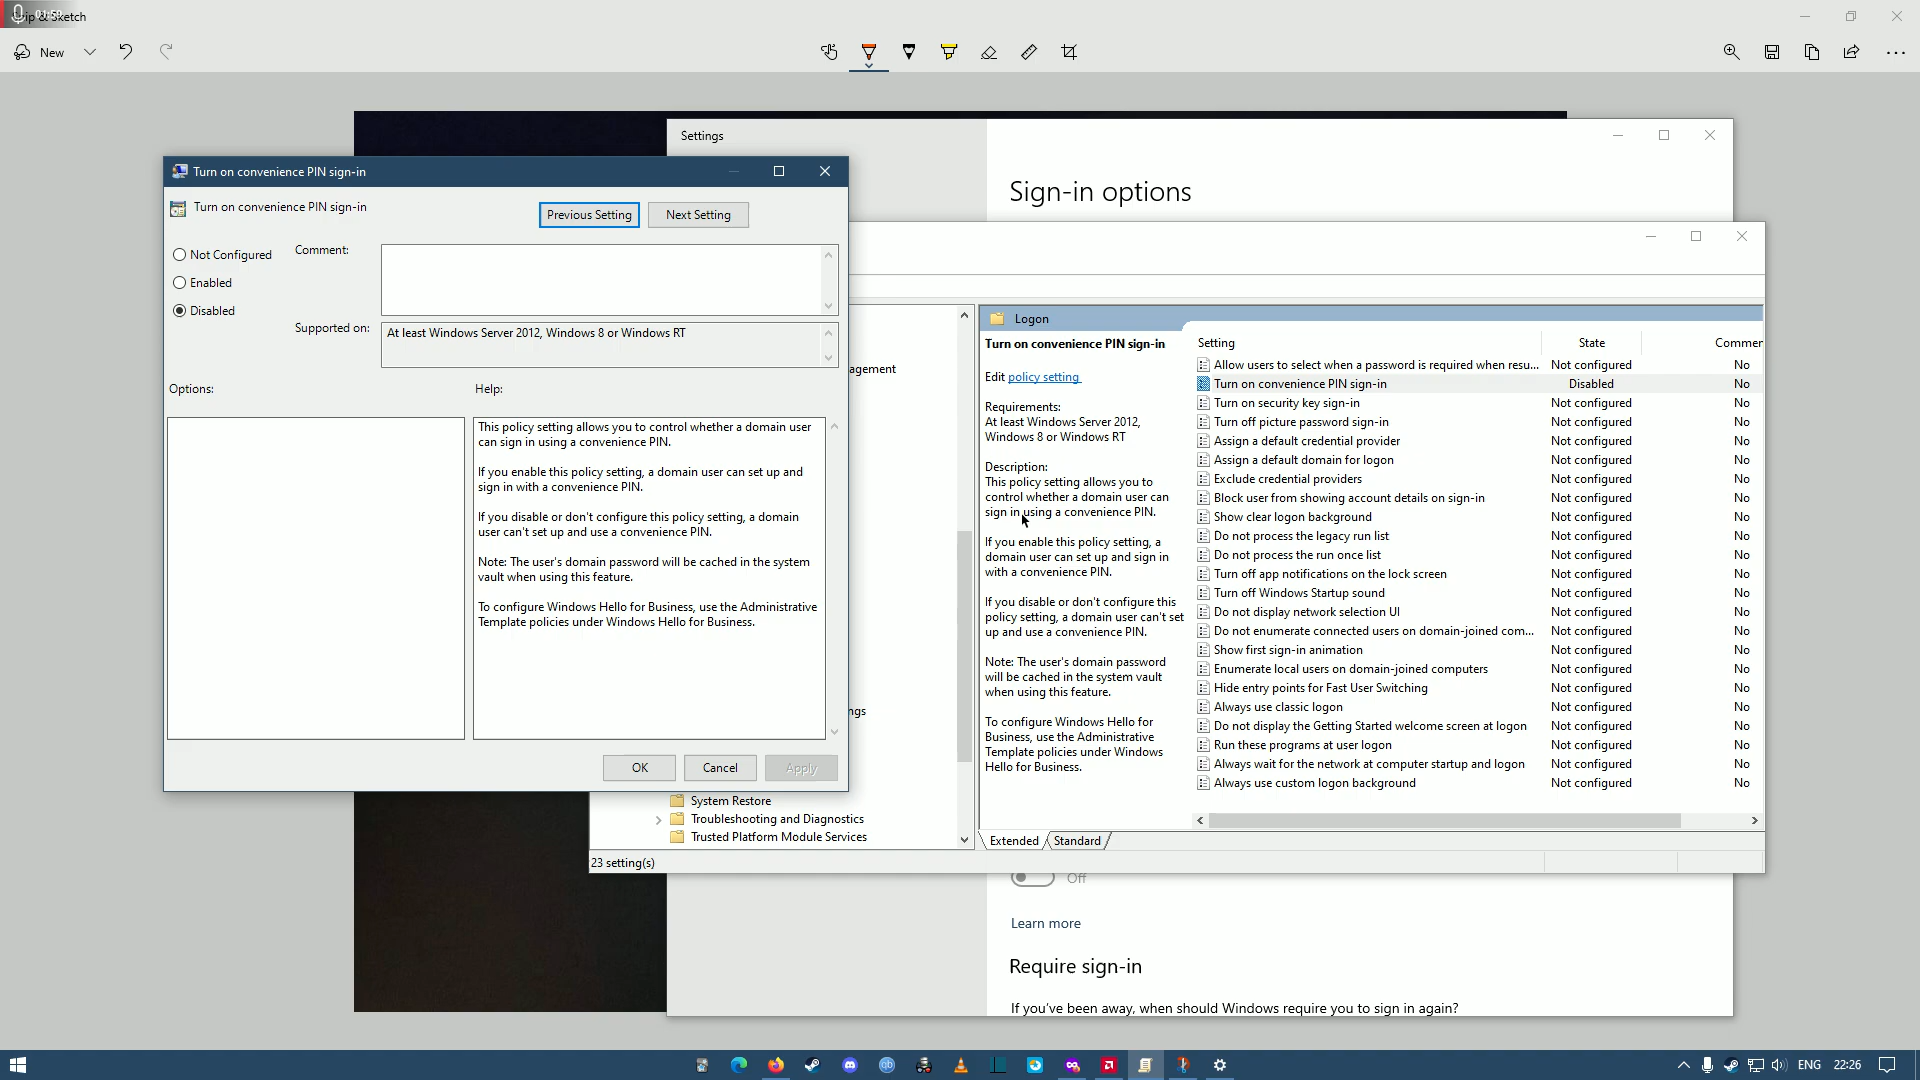 Snip & Sketch
New
Settings
Sign-in options
Turn on convenience PIN sign-in
Turn on convenience PIN sign-in
Previous Setting
Next Setting
Not Configured
Enabled
Disabled
Comment:
Supported on:
At least Windows Server 2012, Windows 8 or Windows RT
Options:
Help:
This policy setting allows you to control whether a domain user
can sign in using a convenience PIN.
If you enable this policy setting, a domain user can set up and
sign in with a convenience PIN.
If you disable or don't configure this policy setting, a domain
user can't set up and use a convenience PIN.
Note: The user's domain password will be cached in the system
vault when using this feature.
To configure Windows Hello for Business, use the Administrative
Template policies under Windows Hello for Business.
OK
Cancel
Apply
agement
ngs
System Restore
Troubleshooting and Diagnostics
Trusted Platform Module Services
23 setting(s)
Logon
Turn on convenience PIN sign-in
Edit policy setting
Requirements:
At least Windows Server 2012,
Windows 8 or Windows RT
Description:
This policy setting allows you to
control whether a domain user can
sign in using a convenience PIN.
If you enable this policy setting, a
domain user can set up and sign in
with a convenience PIN.
If you disable or don't configure this
policy setting, a domain user can't set
up and use a convenience PIN.
Note: The user's domain password
will be cached in the system vault
when using this feature.
To configure Windows Hello for
Business, use the Administrative
Template policies under Windows
Hello for Business.
Setting State Commer
Allow users to select when a password is required when resu... Not configured No
Turn on convenience PIN sign-in Disabled No
Turn on security key sign-in Not configured No
Turn off picture password sign-in Not configured No
Assign a default credential provider Not configured No
Assign a default domain for logon Not configured No
Exclude credential providers Not configured No
Block user from showing account details on sign-in Not configured No
Show clear logon background Not configured No
Do not process the legacy run list Not configured No
Do not process the run once list Not configured No
Turn off app notifications on the lock screen Not configured No
Turn off Windows Startup sound Not configured No
Do not display network selection UI Not configured No
Do not enumerate connected users on domain-joined com... Not configured No
Show first sign-in animation Not configured No
Enumerate local users on domain-joined computers Not configured No
Hide entry points for Fast User Switching Not configured No
Always use classic logon Not configured No
Do not display the Getting Started welcome screen at logon Not configured No
Run these programs at user logon Not configured No
Always wait for the network at computer startup and logon Not configured No
Always use custom logon background Not configured No
Extended
Standard
Off
Learn more
Require sign-in
If you've been away, when should Windows require you to sign in again?
ENG 22:26